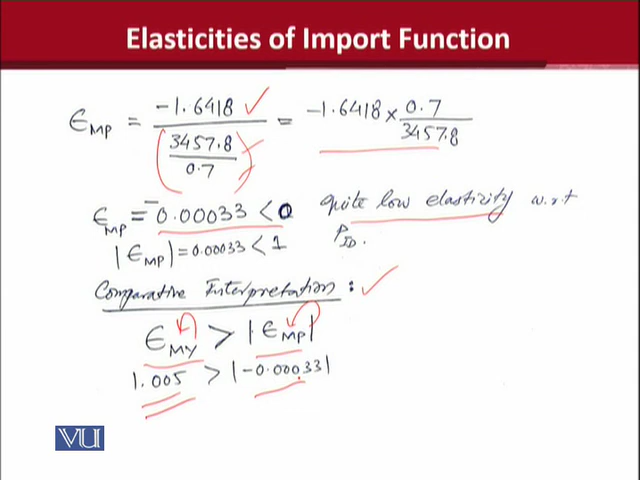 Elasticities of Import Function
ϵMP = -1.6418 / (3457.8 / 0.7) = -1.6418 × 0.7 / 3457.8
ϵMP = -0.00033 < 0 quite low elasticity w.r.t
|ϵMP| = 0.00033 < 1 PID.
Comparative Interpretation :
ϵMY > |ϵMP|
1.005 > |-0.00033|
VU